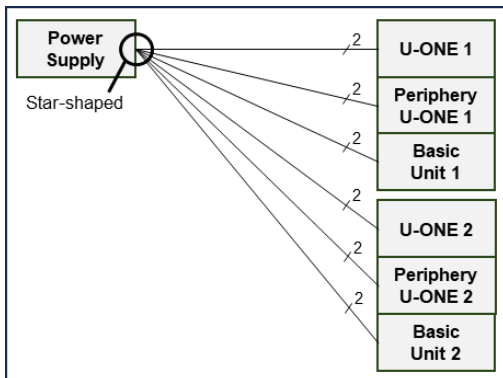 Power
Supply
Star-shaped
2
U-ONE 1
2
Periphery
U-ONE 1
2
Basic
Unit 1
2
U-ONE 2
2
Periphery
U-ONE 2
2
Basic
Unit 2